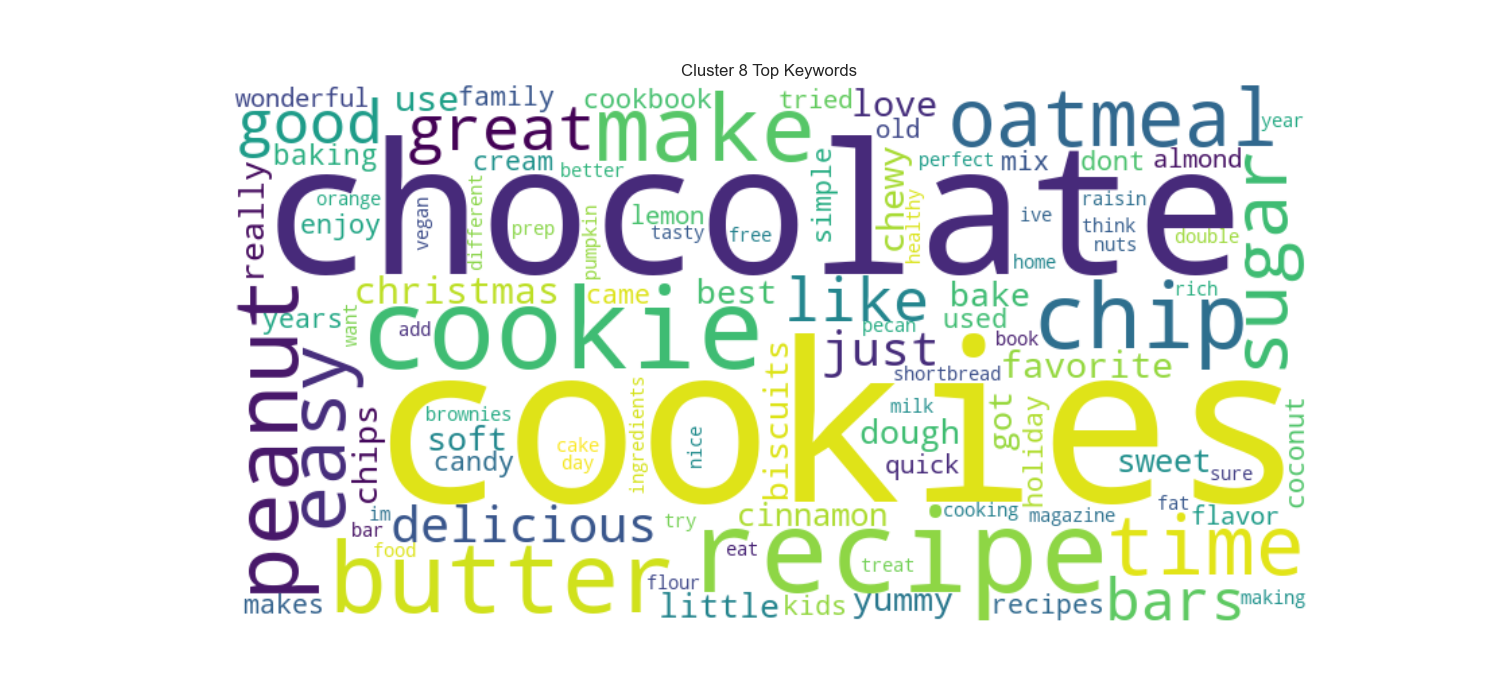 Cluster 8 Top Keywords
wonderful
use
family
cookbook
tried
love
oatmeal
year
good
great
make
old
baking
cream
better
simple
chewy
perfect
mix
dont
almond
sugar
really
chocolate
orange
enjoy
vegan
different
prep
pumpkin
lemon
tasty
free
healthy
ive
raisin
think
nuts
double
home
peanut
christmas
came
best
like
bake
rich
years
want
add
cookie
pecan
used
chip
book
just
easy
shortbread
favorite
chips
cookies
biscuits
brownies
soft
candy
cake
day
ingredients
nice
milk
dough
quick
got
holiday
sweet
sure
coconut
im
bar
delicious
try
cinnamon
cooking
magazine
fat
flavor
food
butter
recipe
eat
treat
time
flour
makes
little
kids
yummy
recipes
bars
making